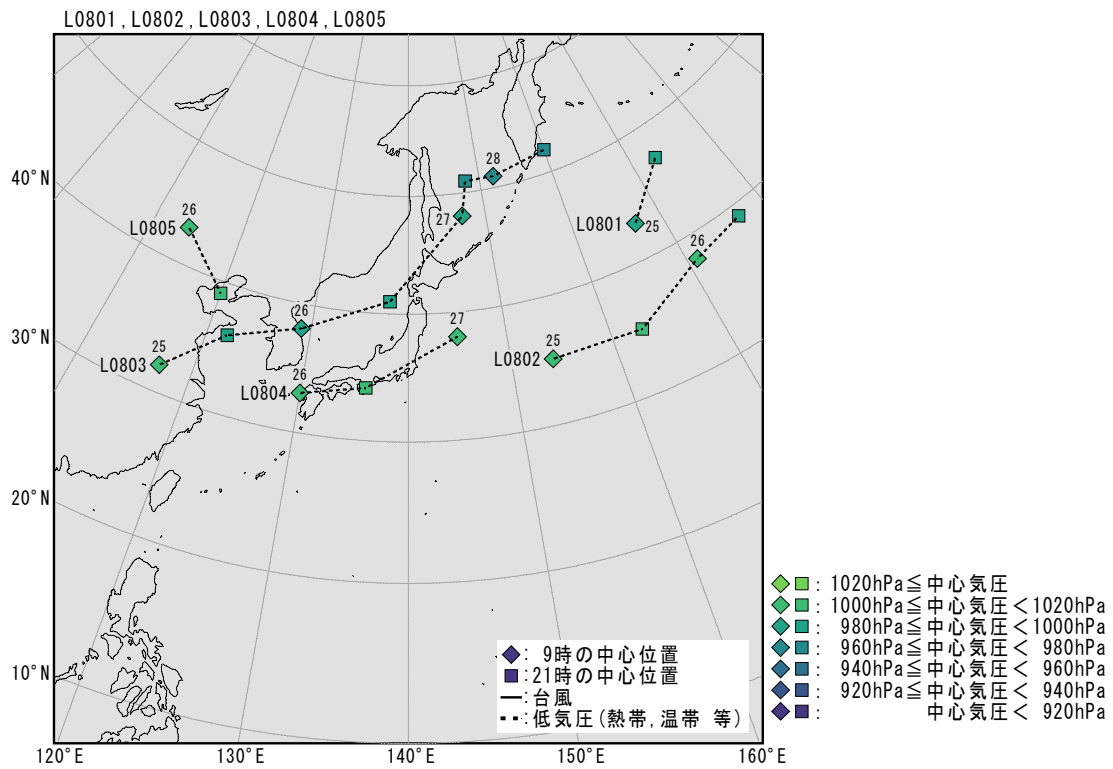 L0801,L0802,L0803,L0804,L0805
40°N
30°N
20°N
10°N
120°E
130°E
140°E
150°E
160°E
28
27
26
L0805
L0801
25
26
26
27
25
L0803
25
L0802
26
L0804
◆: 9時の中心位置
■:21時の中心位置
―:台風
---:低気圧(熱帯,温帯 等)
◆■: 1020hPa≦中心気圧
◆■: 1000hPa≦中心気圧<1020hPa
◆■: 980hPa≦中心気圧<1000hPa
◆■: 960hPa≦中心気圧< 980hPa
◆■: 940hPa≦中心気圧< 960hPa
◆■: 920hPa≦中心気圧< 940hPa
◆■: 中心気圧< 920hPa